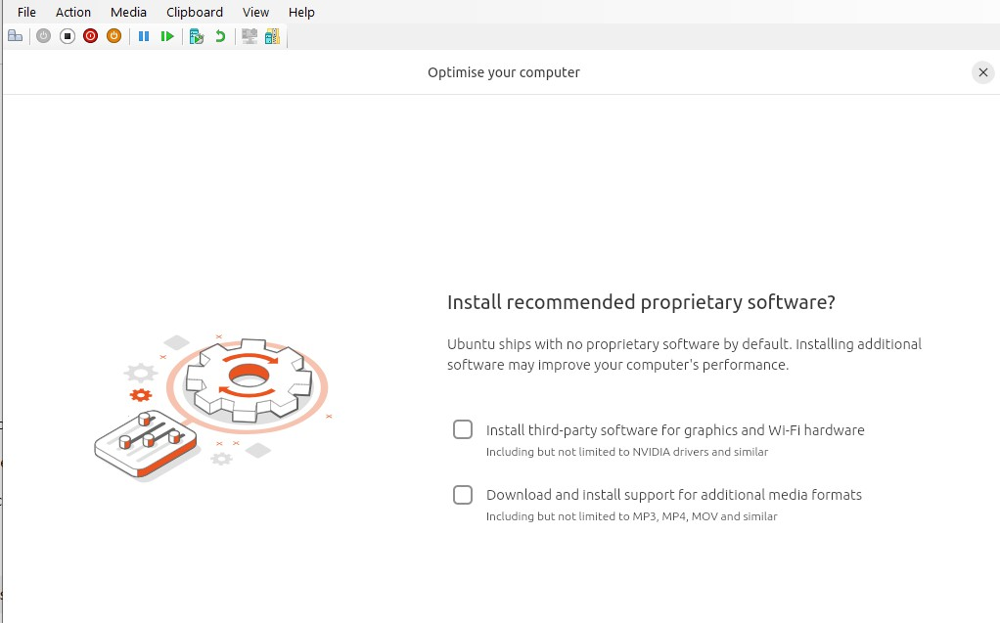 File Action Media Clipboard View Help
Optimise your computer
Install recommended proprietary software?
Ubuntu ships with no proprietary software by default. Installing additional
software may improve your computer's performance.
Install third-party software for graphics and Wi-Fi hardware
Including but not limited to NVIDIA drivers and similar
Download and install support for additional media formats
Including but not limited to MP3, MP4, MOV and similar